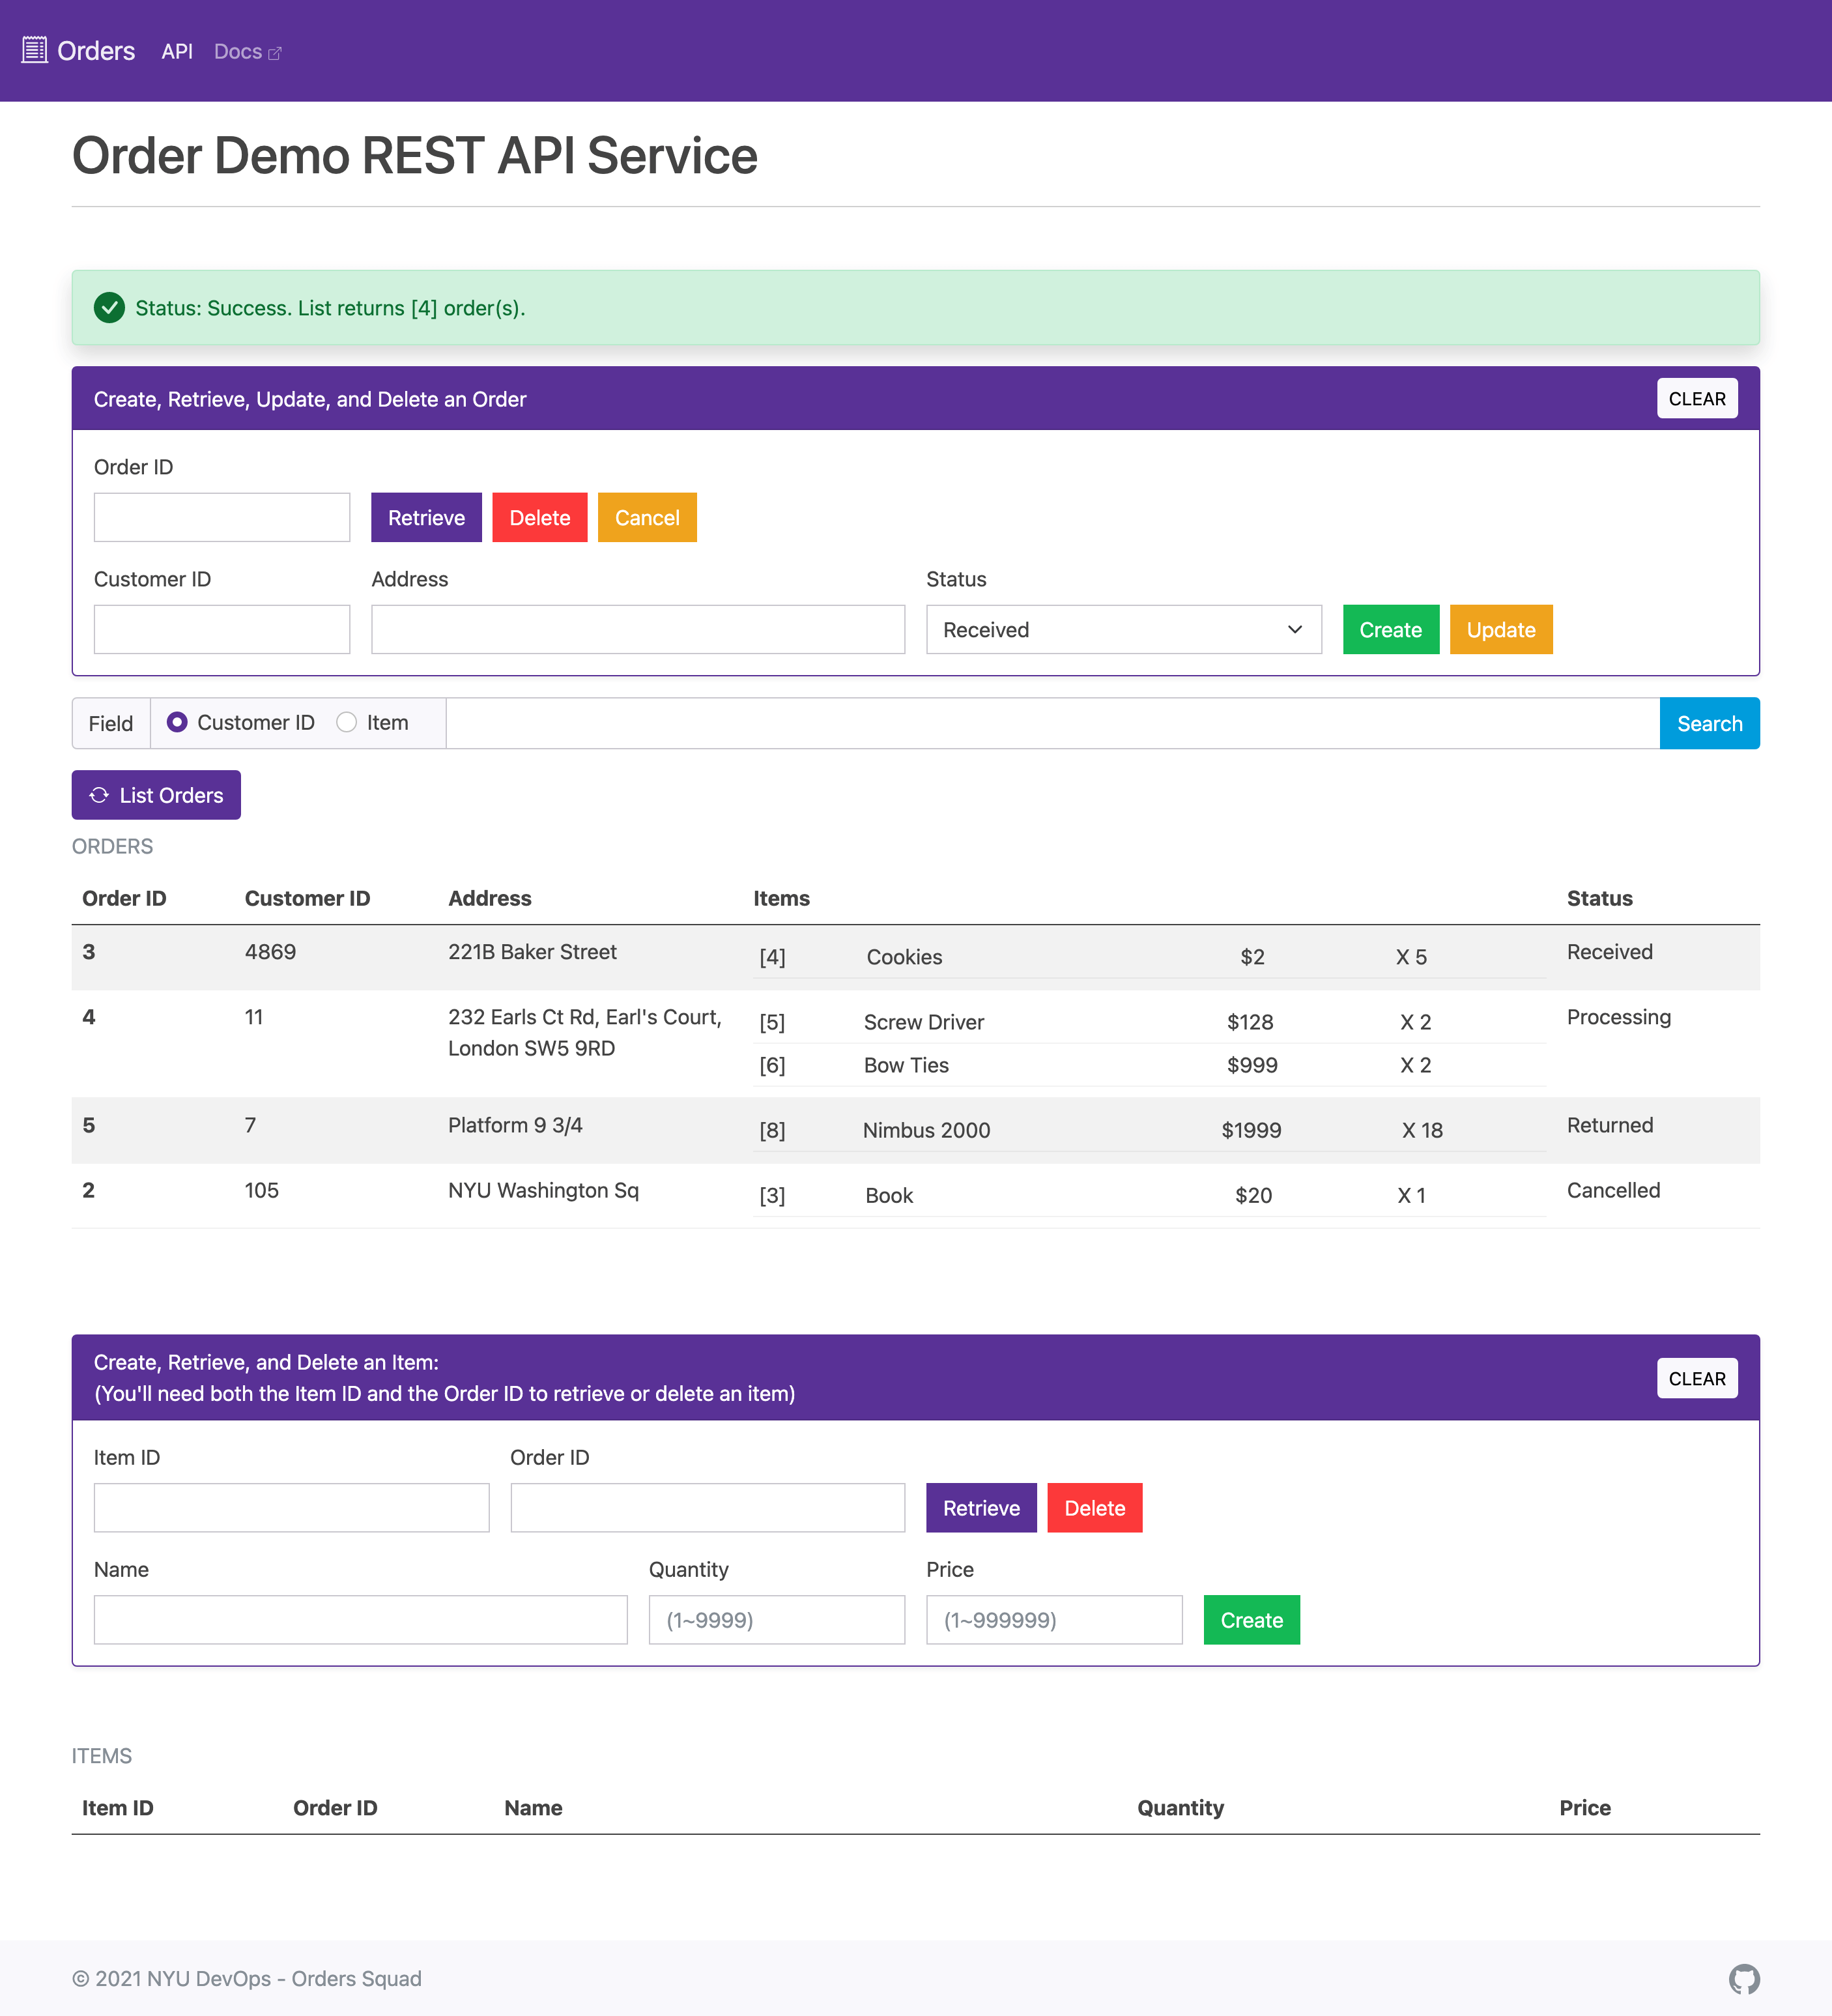 Orders API Docs
Order Demo REST API Service
Status: Success. List returns [4] order(s).
Create, Retrieve, Update, and Delete an Order CLEAR
Order ID
Retrieve Delete Cancel
Customer ID Address Status
Received Create Update
Field Customer ID Item Search
List Orders
ORDERS
Order ID Customer ID Address Items Status
3 4869 221B Baker Street [4] Cookies $2 X 5 Received
4 11 232 Earls Ct Rd, Earl's Court, [5] Screw Driver $128 X 2 Processing
London SW5 9RD [6] Bow Ties $999 X 2
5 7 Platform 9 3/4 [8] Nimbus 2000 $1999 X 18 Returned
2 105 NYU Washington Sq [3] Book $20 X 1 Cancelled
Create, Retrieve, and Delete an Item:
(You'll need both the Item ID and the Order ID to retrieve or delete an item) CLEAR
Item ID Order ID
Retrieve Delete
Name Quantity Price
(1~9999) (1~999999) Create
ITEMS
Item ID Order ID Name Quantity Price
© 2021 NYU DevOps - Orders Squad